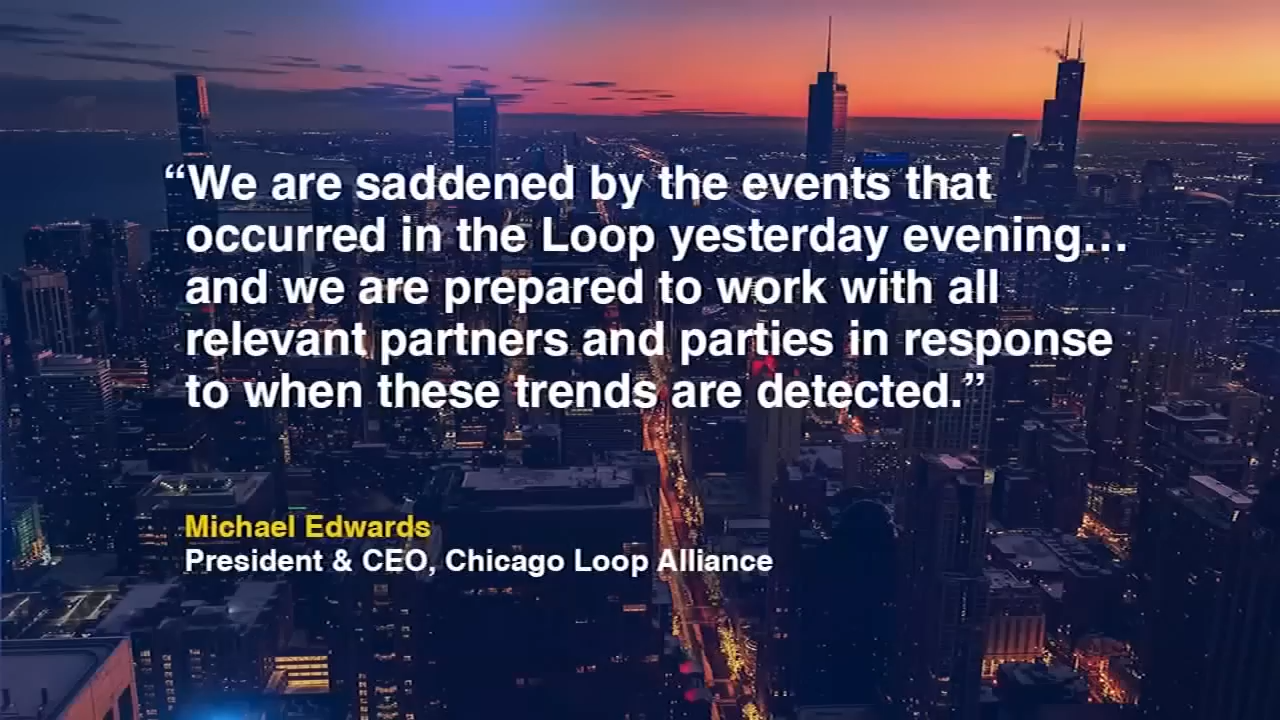 “We are saddened by the events that
occurred in the Loop yesterday evening...
and we are prepared to work with all
relevant partners and parties in response
to when these trends are detected.”
Michael Edwards
President & CEO, Chicago Loop Alliance